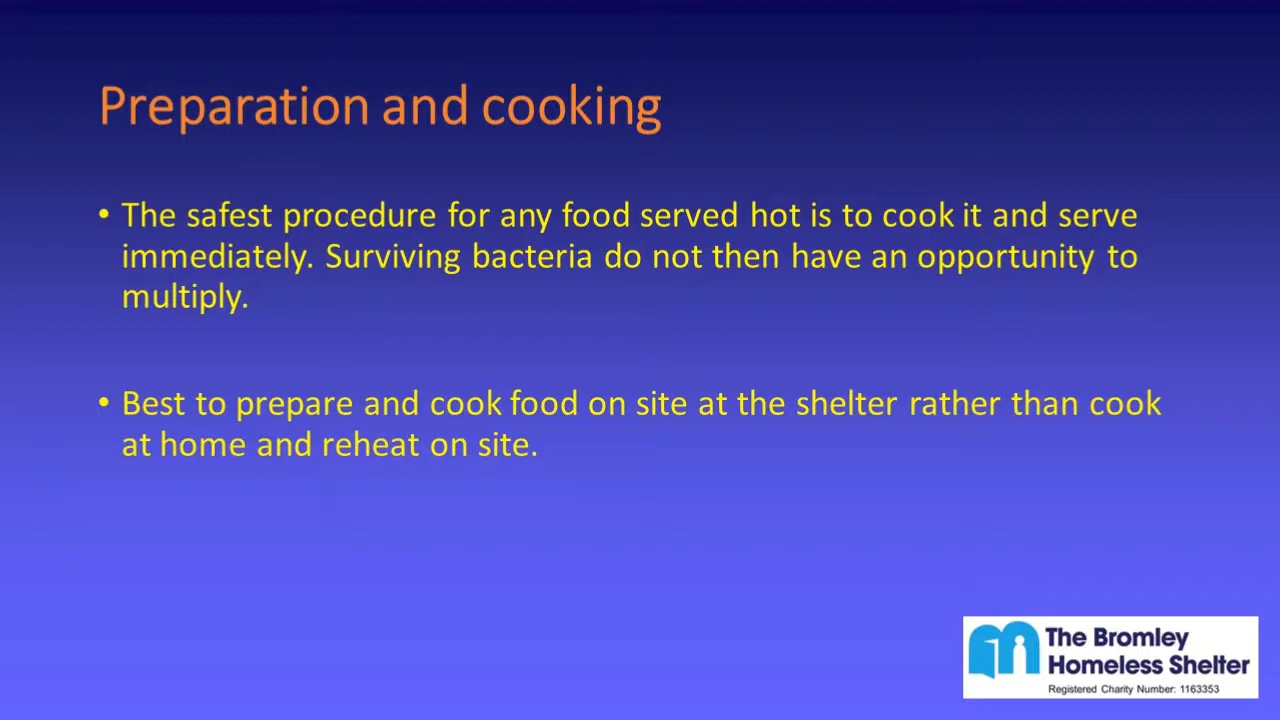 Preparation and cooking
• The safest procedure for any food served hot is to cook it and serve
immediately. Surviving bacteria do not then have an opportunity to
multiply.
• Best to prepare and cook food on site at the shelter rather than cook
at home and reheat on site.
The Bromley
Homeless Shelter
Registered Charity Number: 1163353